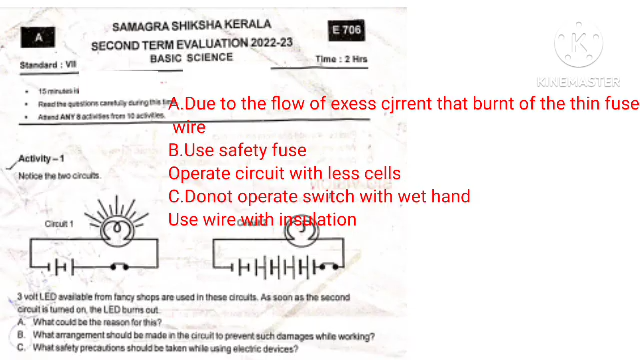 A
SAMAGRA SHIKSHA KERALA
SECOND TERM EVALUATION 2022-23
BASIC SCIENCE
E 706
Standard : VII
Time : 2 Hrs
KINEMASTER
• 15 minutes is
• Read the questions carefully during this
• Attend ANY 8 activities from 10 activities.
A.Due to the flow of exess cjrrent that burnt of the thin fuse
wire
B.Use safety fuse
Operate circuit with less cells
C.Donot operate switch with wet hand
Use wire with insulation
Activity – 1
Notice the two circuits.
Circuit 1
3 volt LED available from fancy shops are used in these circuits. As soon as the second
circuit is turned on, the LED burns out.
A. What could be the reason for this?
B. What arrangement should be made in the circuit to prevent such damages while working?
C. What safety precautions should be taken while using electric devices?